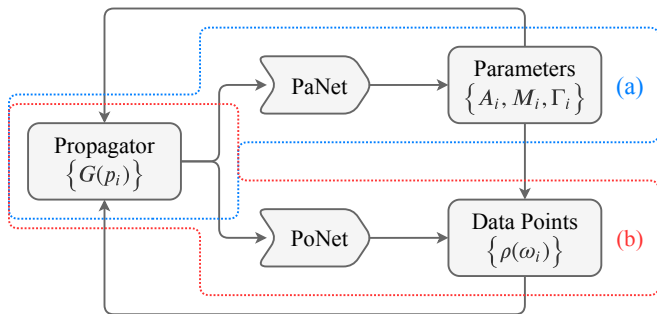 PaNet
Parameters
{A_i, M_i, Γ_i}
(a)
Propagator
{G(p_i)}
PoNet
Data Points
{ρ(ω_i)}
(b)